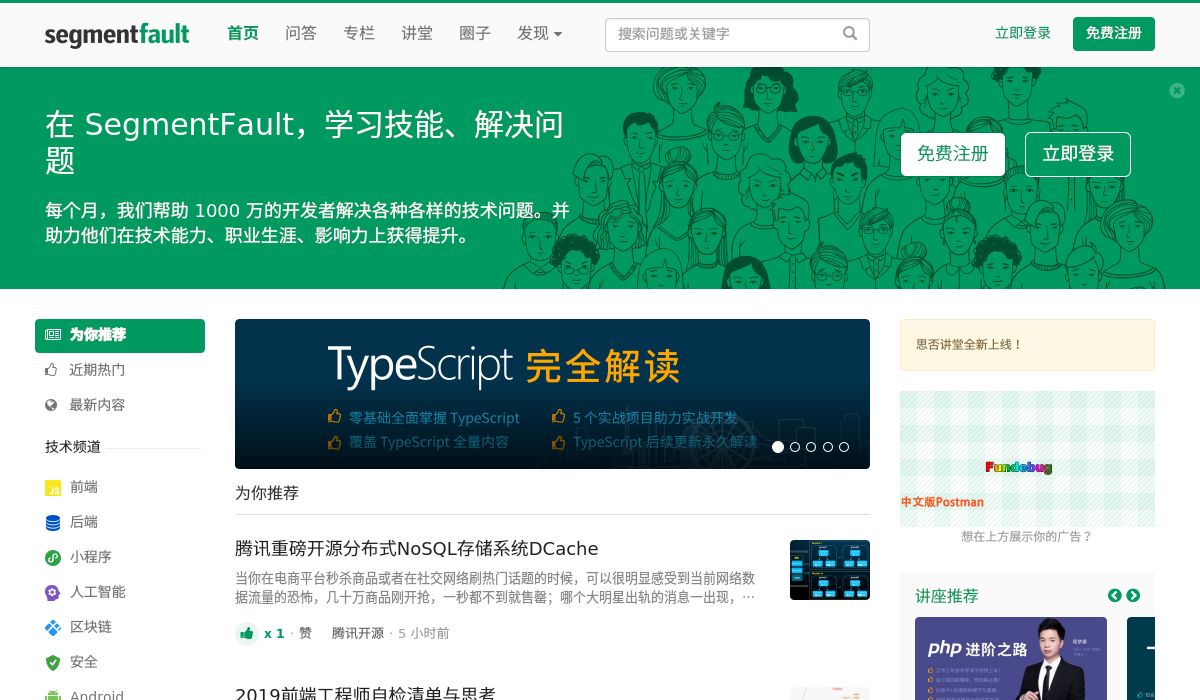 segmentfault 首页 问答 专栏 讲堂 圈子 发现 搜索问题或关键字 立即登录 免费注册
在 SegmentFault，学习技能、解决问
题
每个月，我们帮助 1000 万的开发者解决各种各样的技术问题。并
助力他们在技术能力、职业生涯、影响力上获得提升。
免费注册 立即登录
为你推荐
近期热门
最新内容
技术频道
JS 前端
后端
小程序
人工智能
区块链
安全
Android
TypeScript 完全解读
零基础全面掌握 TypeScript 5 个实战项目助力实战开发
覆盖 TypeScript 全量内容 TypeScript 后续更新永久解读
为你推荐
腾讯重磅开源分布式NoSQL存储系统DCache
当你在电商平台秒杀商品或者在社交网络刷热门话题的时候，可以很明显感受到当前网络数
据流量的恐怖，几十万商品刚开抢，一秒都不到就售罄；哪个大明星出轨的消息一出现，…
x 1 · 赞 腾讯开源 · 5 小时前
2019前端工程师自检清单与思考
思否讲堂全新上线！
Fundebug
中文版Postman
想在上方展示你的广告？
讲座推荐
php 进阶之路